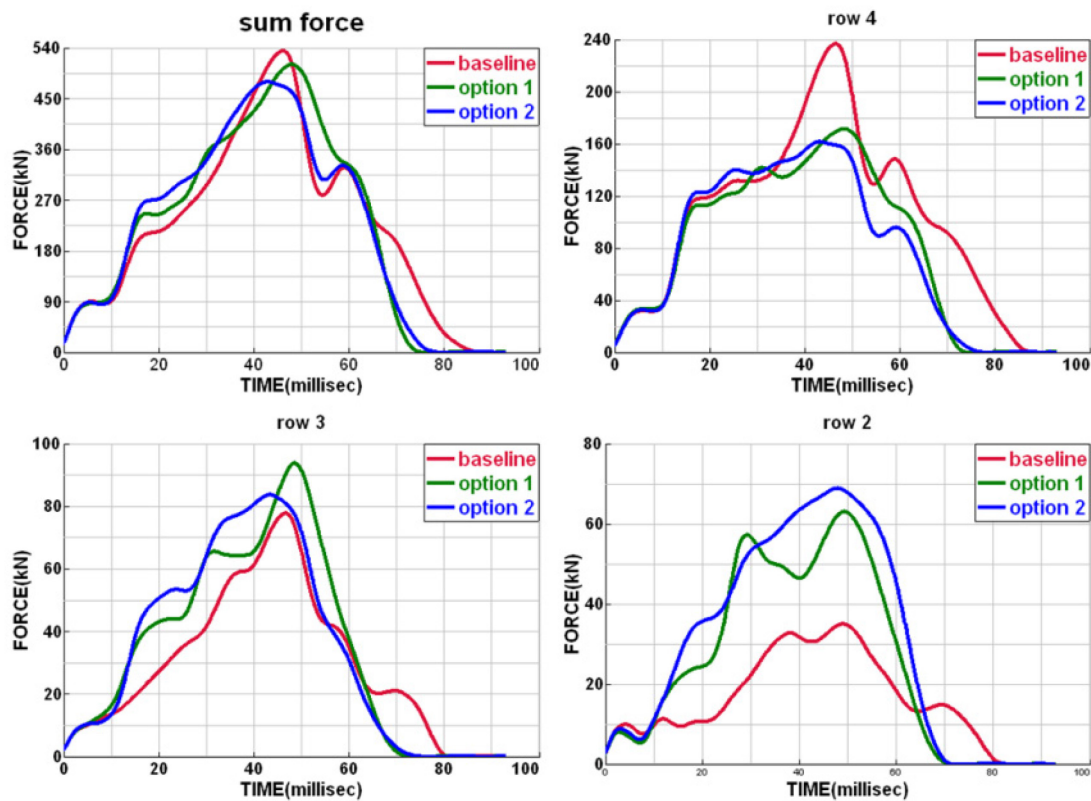 sum force
540
450
360
270
180
90
0
FORCE(kN)
0 20 40 60 80 100
TIME(millisec)
baseline
option 1
option 2
row 4
240
200
160
120
80
40
0
FORCE(kN)
0 20 40 60 80 100
TIME(millisec)
baseline
option 1
option 2
row 3
100
80
60
40
20
0
FORCE(kN)
0 20 40 60 80 100
TIME(millisec)
baseline
option 1
option 2
row 2
80
60
40
20
0
FORCE(kN)
0 20 40 60 80 100
TIME(millisec)
baseline
option 1
option 2